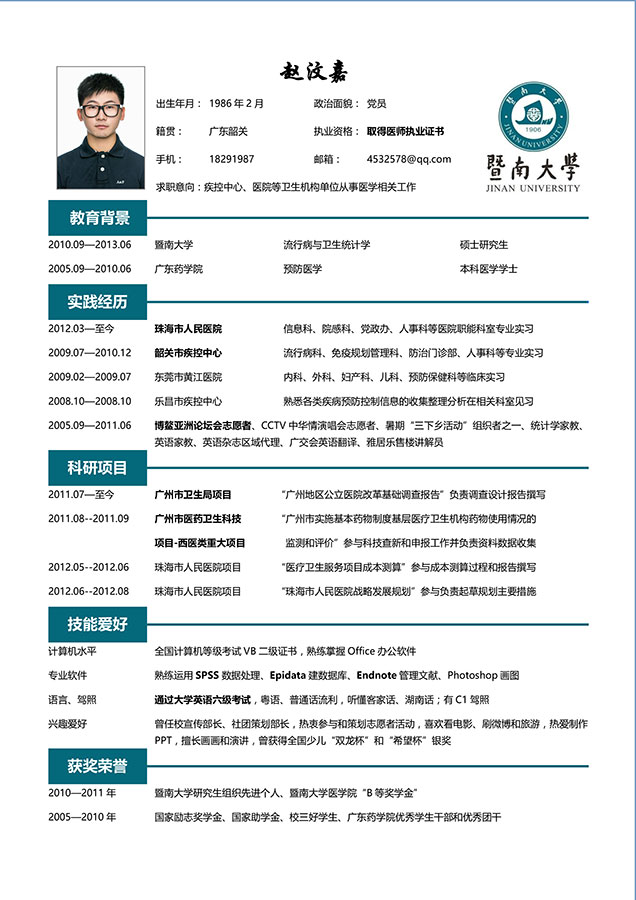 赵汶嘉
出生年月： 1986 年 2 月 政治面貌： 党员
籍贯： 广东韶关 执业资格： 取得医师执业证书
手机： 18291987 邮箱： 4532578@qq.com
求职意向：疾控中心、医院等卫生机构单位从事医学相关工作
暨南大学
JINAN UNIVERSITY
1906
暨南大学
JINAN UNIVERSITY
教育背景
2010.09—2013.06 暨南大学 流行病与卫生统计学 硕士研究生
2005.09—2010.06 广东药学院 预防医学 本科医学学士
实践经历
2012.03—至今 珠海市人民医院 信息科、院感科、党政办、人事科等医院职能科室专业实习
2009.07—2010.12 韶关市疾控中心 流行病科、免疫规划管理科、防治门诊部、人事科等专业实习
2009.02—2009.07 东莞市黄江医院 内科、外科、妇产科、儿科、预防保健科等临床实习
2008.10—2008.10 乐昌市疾控中心 熟悉各类疾病预防控制信息的收集整理分析在相关科室见习
2005.09—2011.06 博鳌亚洲论坛会志愿者、CCTV 中华情演唱会志愿者、暑期“三下乡活动”组织者之一、统计学家教、
英语家教、英语杂志区域代理、广交会英语翻译、雅居乐售楼讲解员
科研项目
2011.07—至今 广州市卫生局项目 “广州地区公立医院改革基础调查报告”负责调查设计报告撰写
2011.08--2011.09 广州市医药卫生科技 “广州市实施基本药物制度基层医疗卫生机构药物使用情况的
项目-西医类重大项目 监测和评价”参与科技查新和申报工作并负责资料数据收集
2012.05--2012.06 珠海市人民医院项目 “医疗卫生服务项目成本测算”参与成本测算过程和报告撰写
2012.06--2012.08 珠海市人民医院项目 “珠海市人民医院战略发展规划”参与负责起草规划主要措施
技能爱好
计算机水平 全国计算机等级考试 VB 二级证书，熟练掌握 Office 办公软件
专业软件 熟练运用 SPSS 数据处理、Epidata 建数据库、Endnote 管理文献、Photoshop 画图
语言、驾照 通过大学英语六级考试，粤语、普通话流利，听懂客家话、湖南话；有 C1 驾照
兴趣爱好 曾任校宣传部长、社团策划部长，热衷参与和策划志愿者活动，喜欢看电影、刷微博和旅游，热爱制作
PPT，擅长画画和演讲，曾获得全国少儿“双龙杯”和“希望杯”银奖
获奖荣誉
2010—2011 年 暨南大学研究生组织先进个人、暨南大学医学院“B 等奖学金”
2005—2010 年 国家励志奖学金、国家助学金、校三好学生、广东药学院优秀学生干部和优秀团干